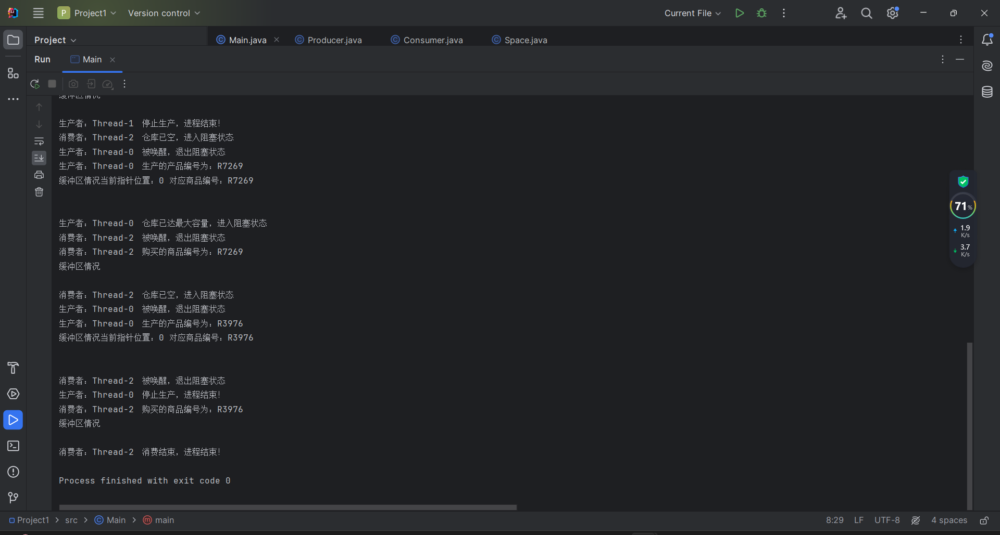 P Project1 Version control Current File
Project Main.java Producer.java Consumer.java Space.java
Run Main
缓冲区情况
生产者：Thread-1 停止生产，进程结束！
消费者：Thread-2 仓库已空，进入阻塞状态
生产者：Thread-0 被唤醒，退出阻塞状态
生产者：Thread-0 生产的产品编号为：R7269
缓冲区情况当前指针位置：0 对应商品编号：R7269
生产者：Thread-0 仓库已达最大容量，进入阻塞状态
消费者：Thread-2 被唤醒，退出阻塞状态
消费者：Thread-2 购买的商品编号为：R7269
缓冲区情况
消费者：Thread-2 仓库已空，进入阻塞状态
生产者：Thread-0 被唤醒，退出阻塞状态
生产者：Thread-0 生产的产品编号为：R3976
缓冲区情况当前指针位置：0 对应商品编号：R3976
消费者：Thread-2 被唤醒，退出阻塞状态
生产者：Thread-0 停止生产，进程结束！
消费者：Thread-2 购买的商品编号为：R3976
缓冲区情况
消费者：Thread-2 消费结束，进程结束！
Process finished with exit code 0
71%
1.9
K/s
3.7
K/s
Project1 > src > Main > main 8:29 LF UTF-8 4 spaces